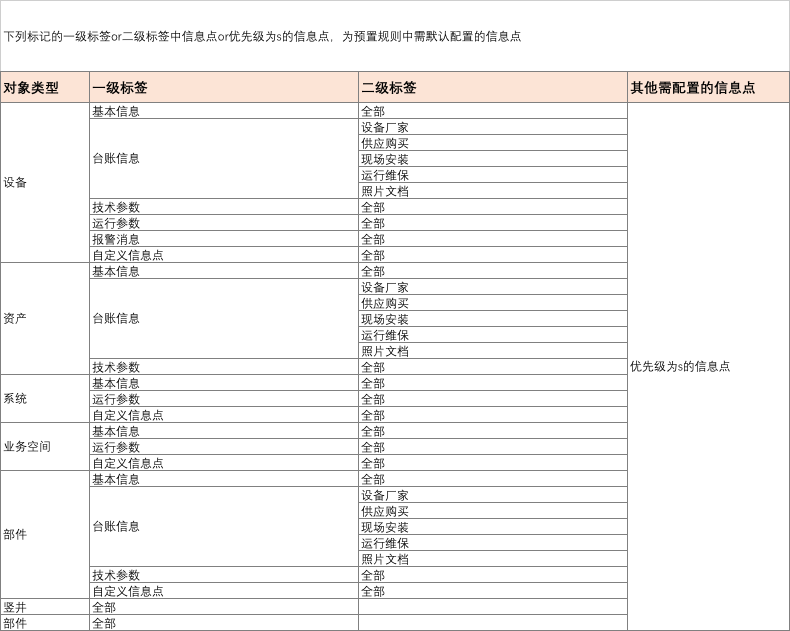 下列标记的一级标签or二级标签中信息点or优先级为s的信息点，为预置规则中需默认配置的信息点
对象类型 一级标签 二级标签 其他需配置的信息点
基本信息 全部
设备厂家
供应购买
台账信息 现场安装
运行维保
设备 照片文档
技术参数 全部
运行参数 全部
报警消息 全部
自定义信息点 全部
基本信息 全部
设备厂家
供应购买
资产 台账信息 现场安装
运行维保
照片文档
技术参数 全部 优先级为s的信息点
基本信息 全部
系统 运行参数 全部
自定义信息点 全部
基本信息 全部
业务空间 运行参数 全部
自定义信息点 全部
基本信息 全部
设备厂家
供应购买
部件 台账信息 现场安装
运行维保
照片文档
技术参数 全部
自定义信息点 全部
竖井 全部
部件 全部